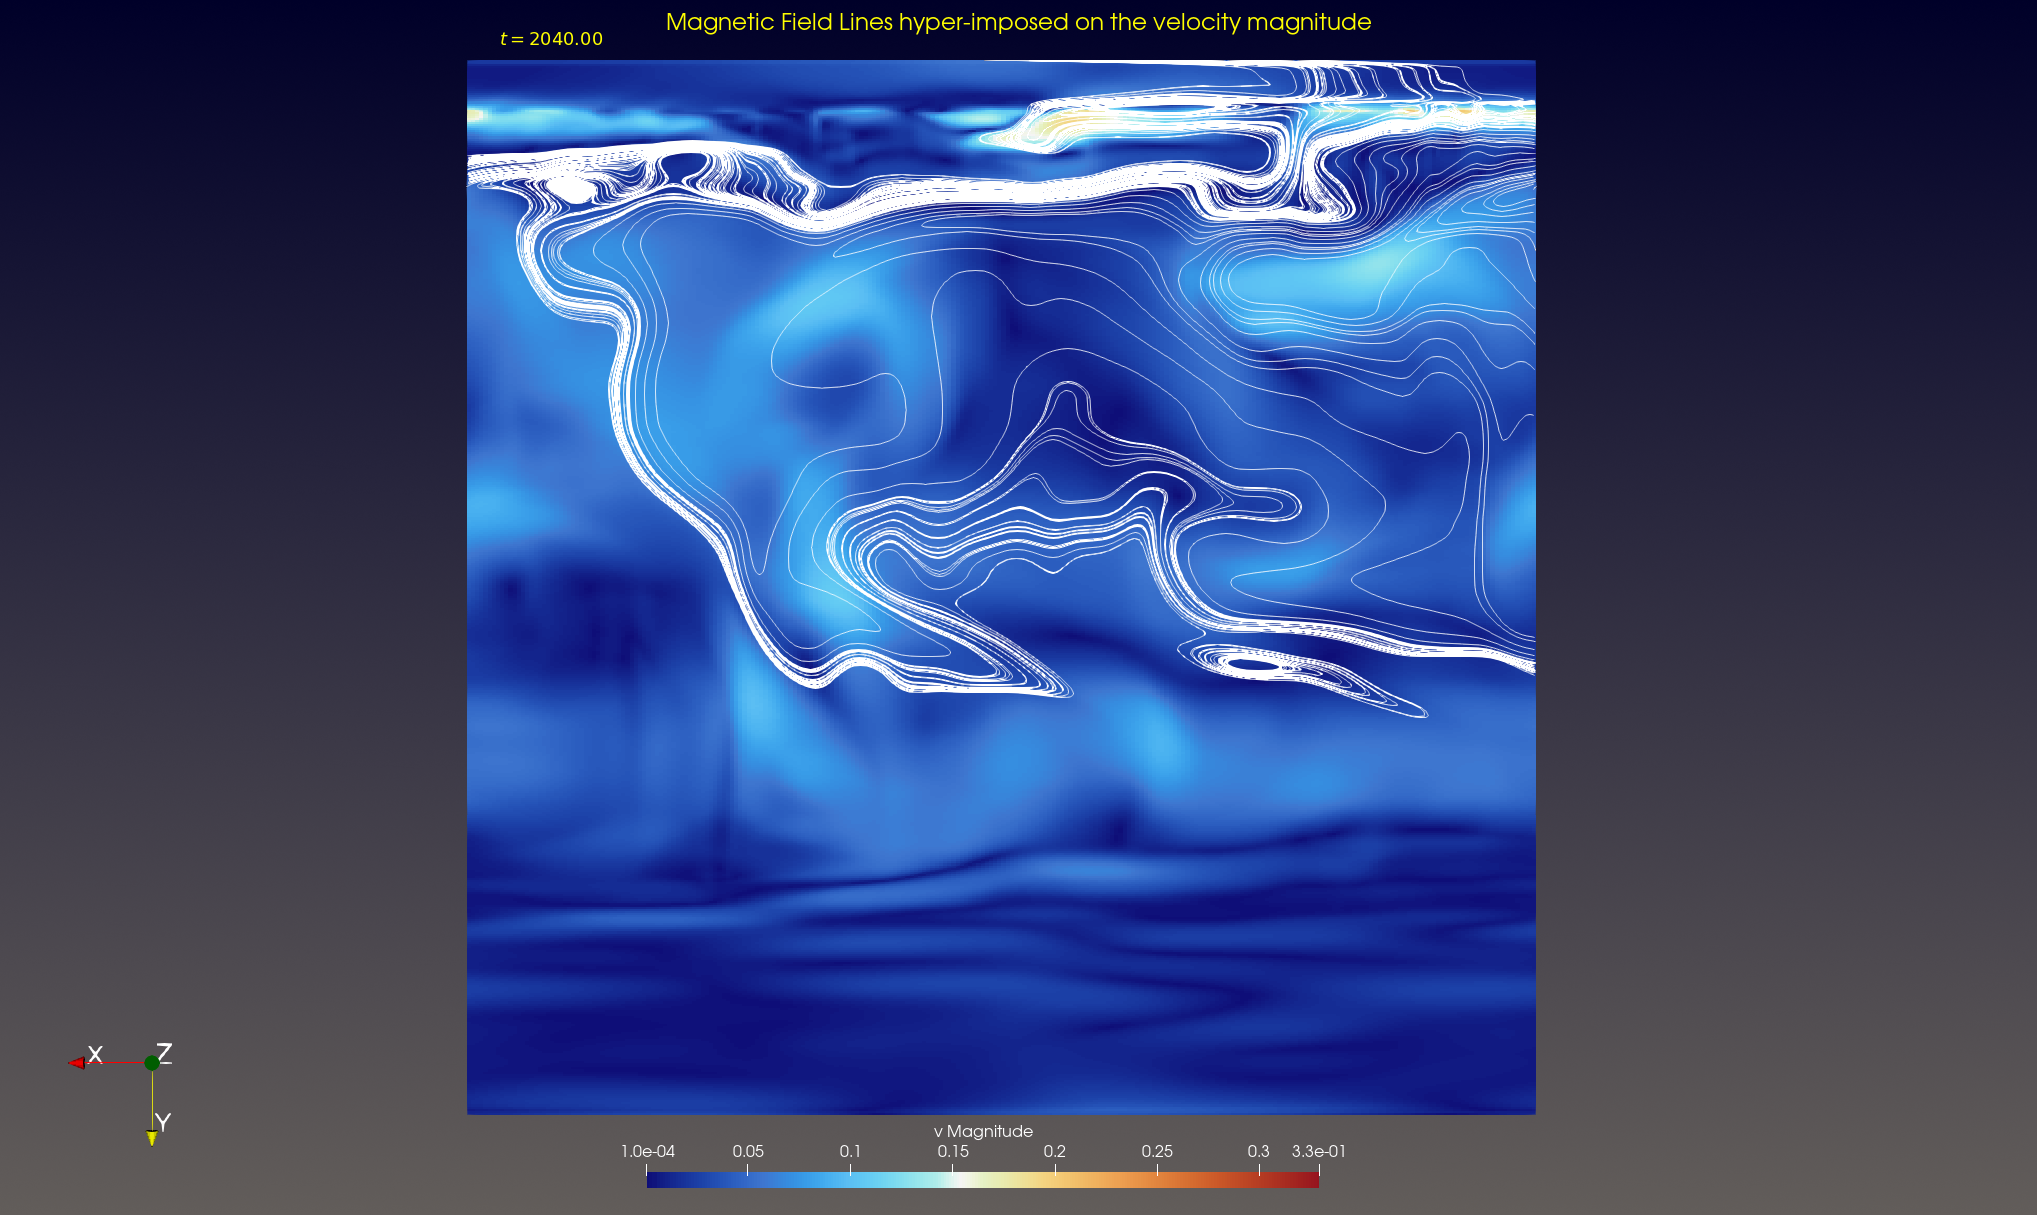 Magnetic Field Lines hyper-imposed on the velocity magnitude
t = 2040.00
X Z
Y
v Magnitude
1.0e-04 0.05 0.1 0.15 0.2 0.25 0.3 3.3e-01